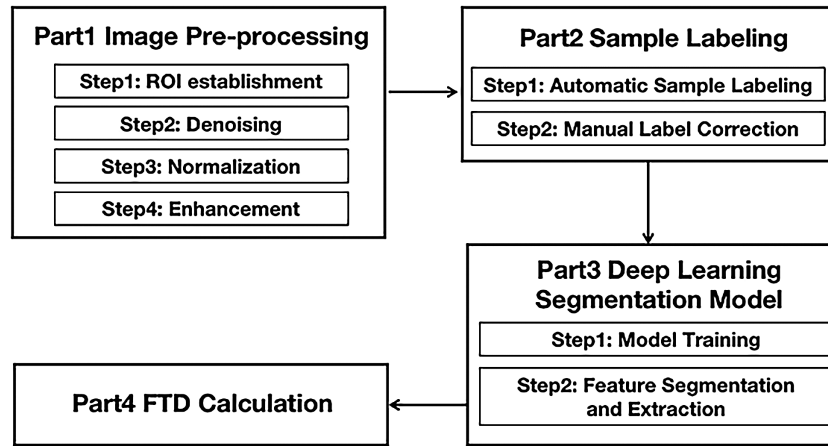 Part1 Image Pre-processing
Step1: ROI establishment
Step2: Denoising
Step3: Normalization
Step4: Enhancement
Part2 Sample Labeling
Step1: Automatic Sample Labeling
Step2: Manual Label Correction
Part3 Deep Learning
Segmentation Model
Step1: Model Training
Step2: Feature Segmentation
and Extraction
Part4 FTD Calculation